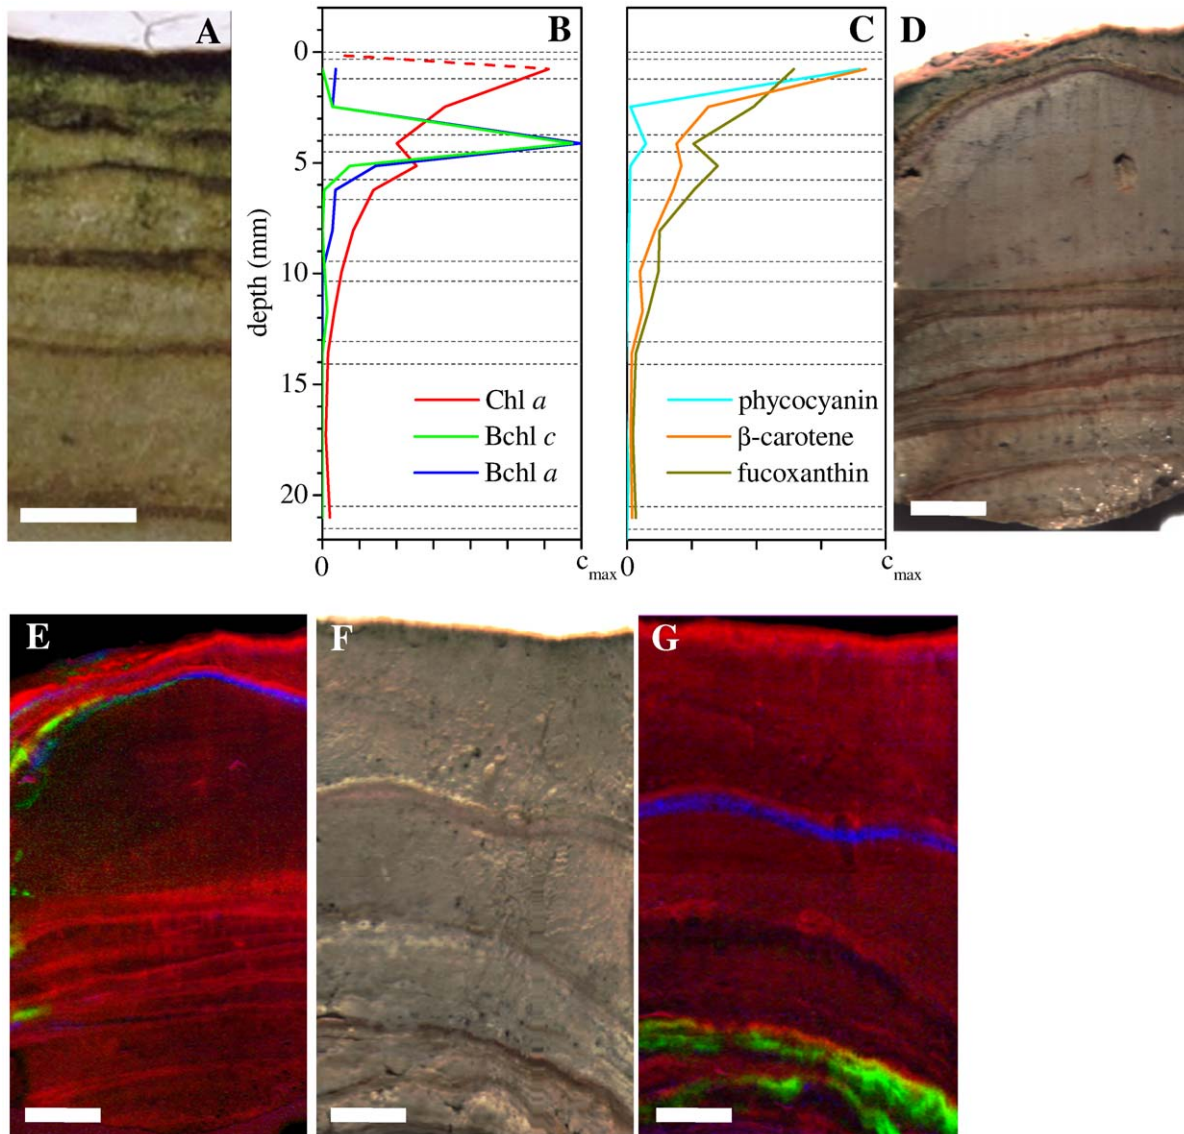 A
B
C
D
depth (mm)
0
5
10
15
20
Chl a
Bchl c
Bchl a
phycocyanin
β-carotene
fucoxanthin
0
cmax
0
cmax
E
F
G